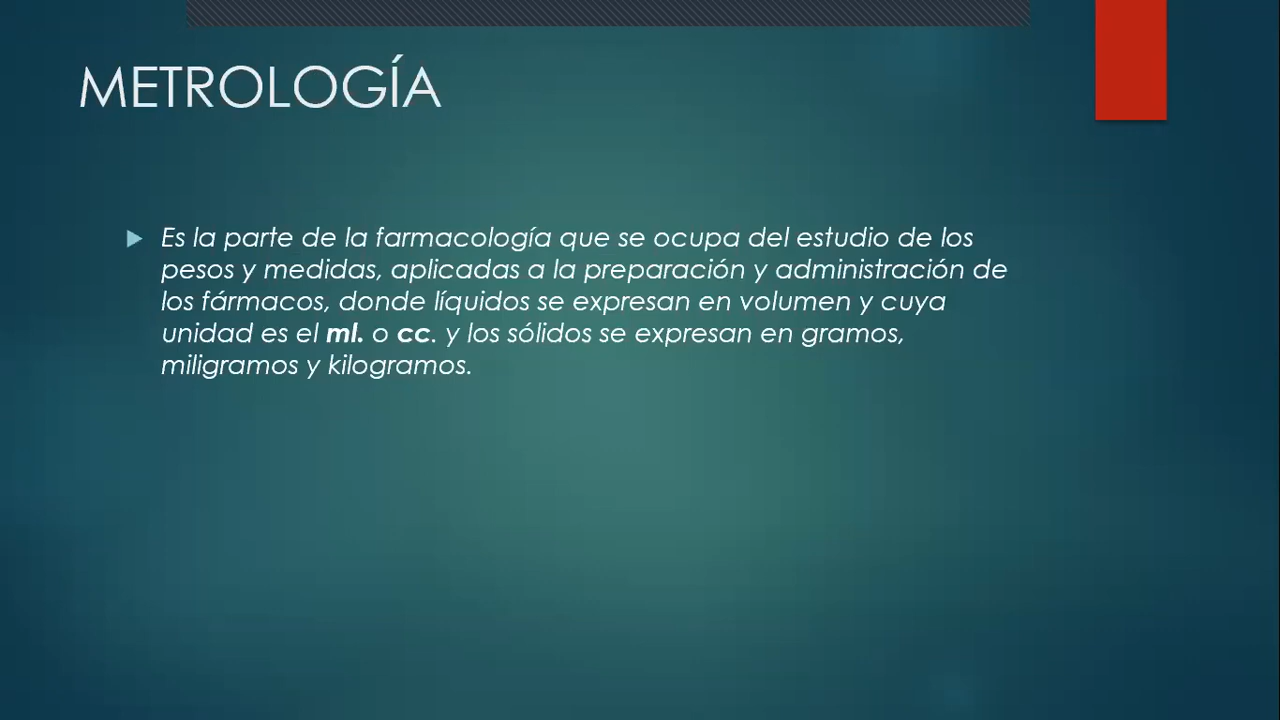 METROLOGÍA
Es la parte de la farmacología que se ocupa del estudio de los
pesos y medidas, aplicadas a la preparación y administración de
los fármacos, donde líquidos se expresan en volumen y cuya
unidad es el ml. o cc. y los sólidos se expresan en gramos,
miligramos y kilogramos.